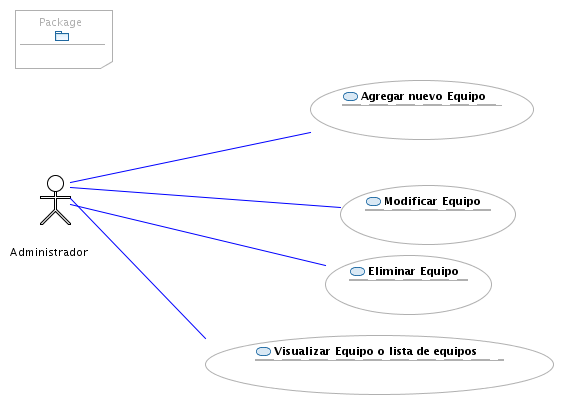 Package
Agregar nuevo Equipo
Modificar Equipo
Administrador
Eliminar Equipo
Visualizar Equipo o lista de equipos